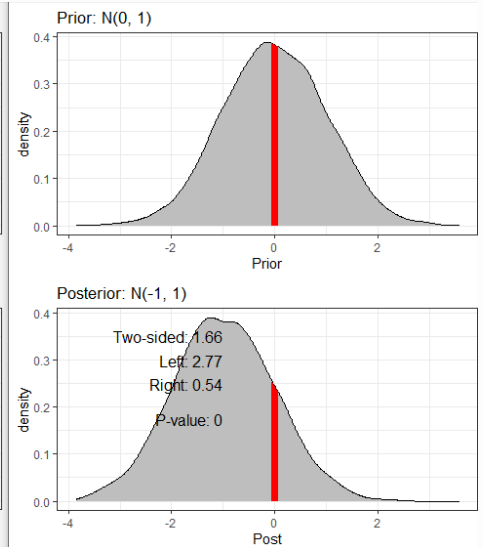 Prior: N(0, 1)
0.4
0.3
0.2
0.1
0.0
density
-4 -2 0 2
Prior
Posterior: N(-1, 1)
0.4
0.3
0.2
0.1
0.0
density
Two-sided: 1.66
Left: 2.77
Right: 0.54
P-value: 0
-4 -2 0 2
Post